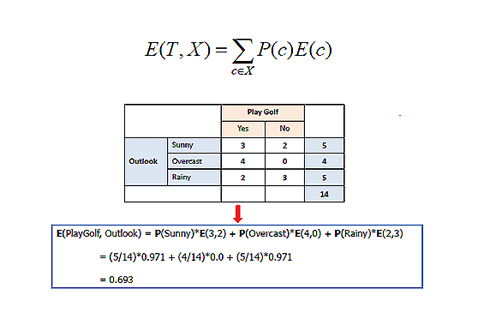 E(T, X) = ∑ P(c)E(c)
c∈X
Play Golf
Yes No
Outlook Sunny 3 2 5
Overcast 4 0 4
Rainy 2 3 5
14
E(PlayGolf, Outlook) = P(Sunny)*E(3,2) + P(Overcast)*E(4,0) + P(Rainy)*E(2,3)
= (5/14)*0.971 + (4/14)*0.0 + (5/14)*0.971
= 0.693